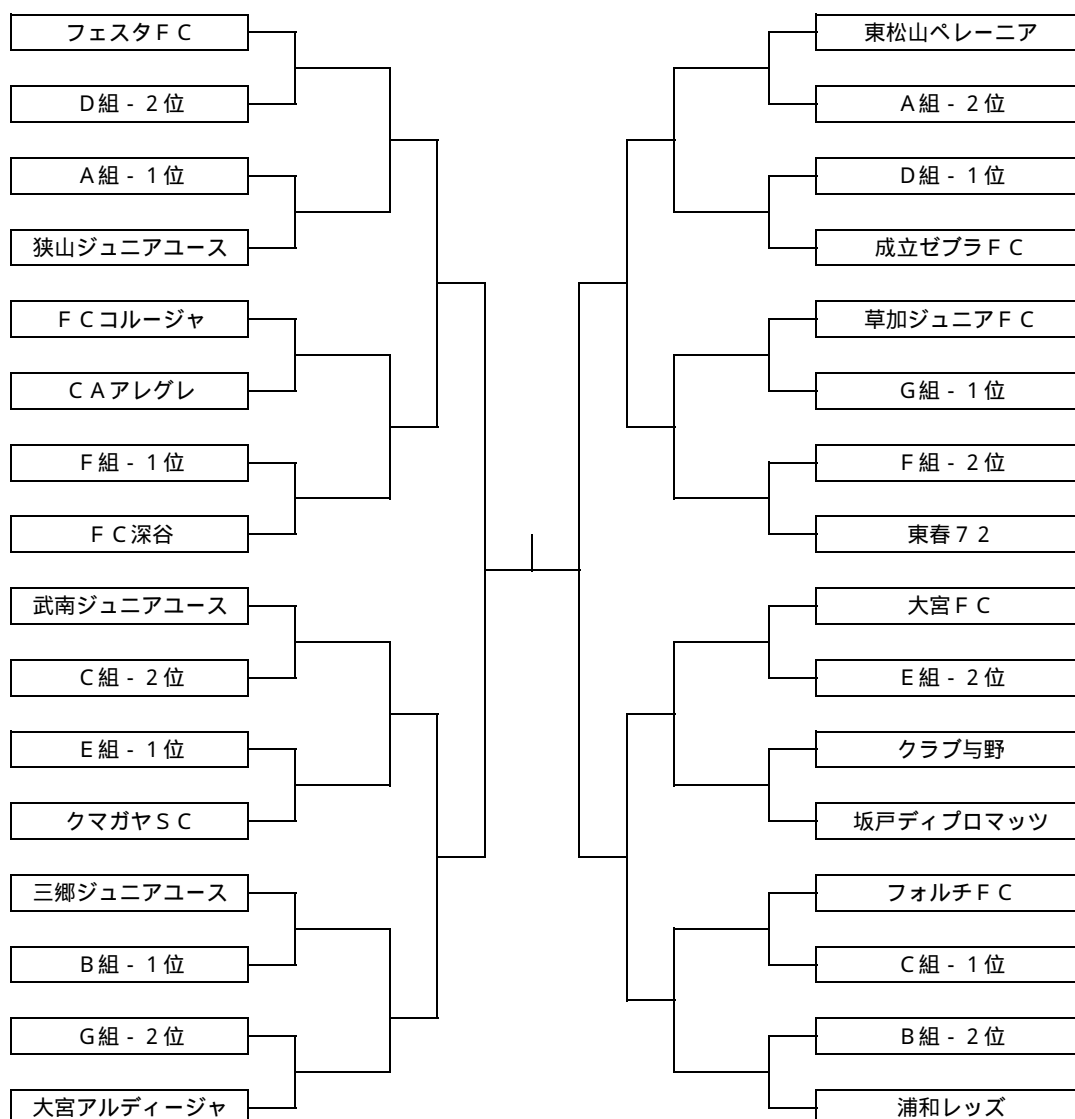 フェスタＦＣ
Ｄ組 - ２位
Ａ組 - １位
狭山ジュニアユース
ＦＣコルージャ
ＣＡアレグレ
Ｆ組 - １位
ＦＣ深谷
武南ジュニアユース
Ｃ組 - ２位
Ｅ組 - １位
クマガヤＳＣ
三郷ジュニアユース
Ｂ組 - １位
Ｇ組 - ２位
大宮アルディージャ
東松山ペレーニア
Ａ組 - ２位
Ｄ組 - １位
成立ゼブラＦＣ
草加ジュニアＦＣ
Ｇ組 - １位
Ｆ組 - ２位
東春７２
大宮ＦＣ
Ｅ組 - ２位
クラブ与野
坂戸ディプロマッツ
フォルチＦＣ
Ｃ組 - １位
Ｂ組 - ２位
浦和レッズ